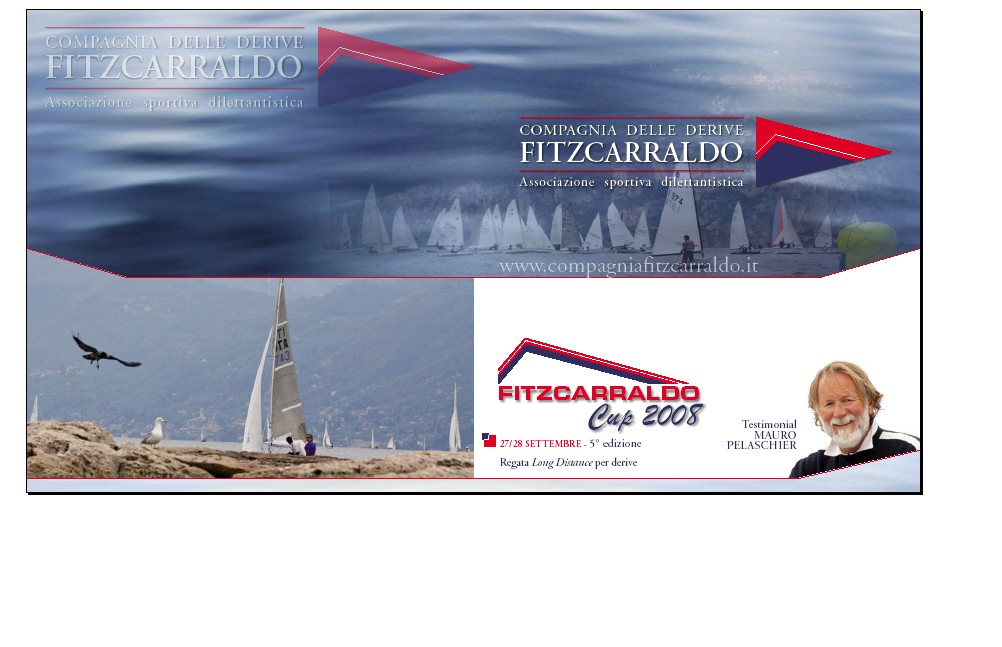 COMPAGNIA DELLE DERIVE
FITZCARRALDO
Associazione sportiva dilettantistica
COMPAGNIA DELLE DERIVE
FITZCARRALDO
Associazione sportiva dilettantistica
www.compagniafitzcarraldo.it
FITZCARRALDO
Cup 2008
27/28 SETTEMBRE - 5° edizione
Regata Long Distance per derive
Testimonial
MAURO
PELASCHIER